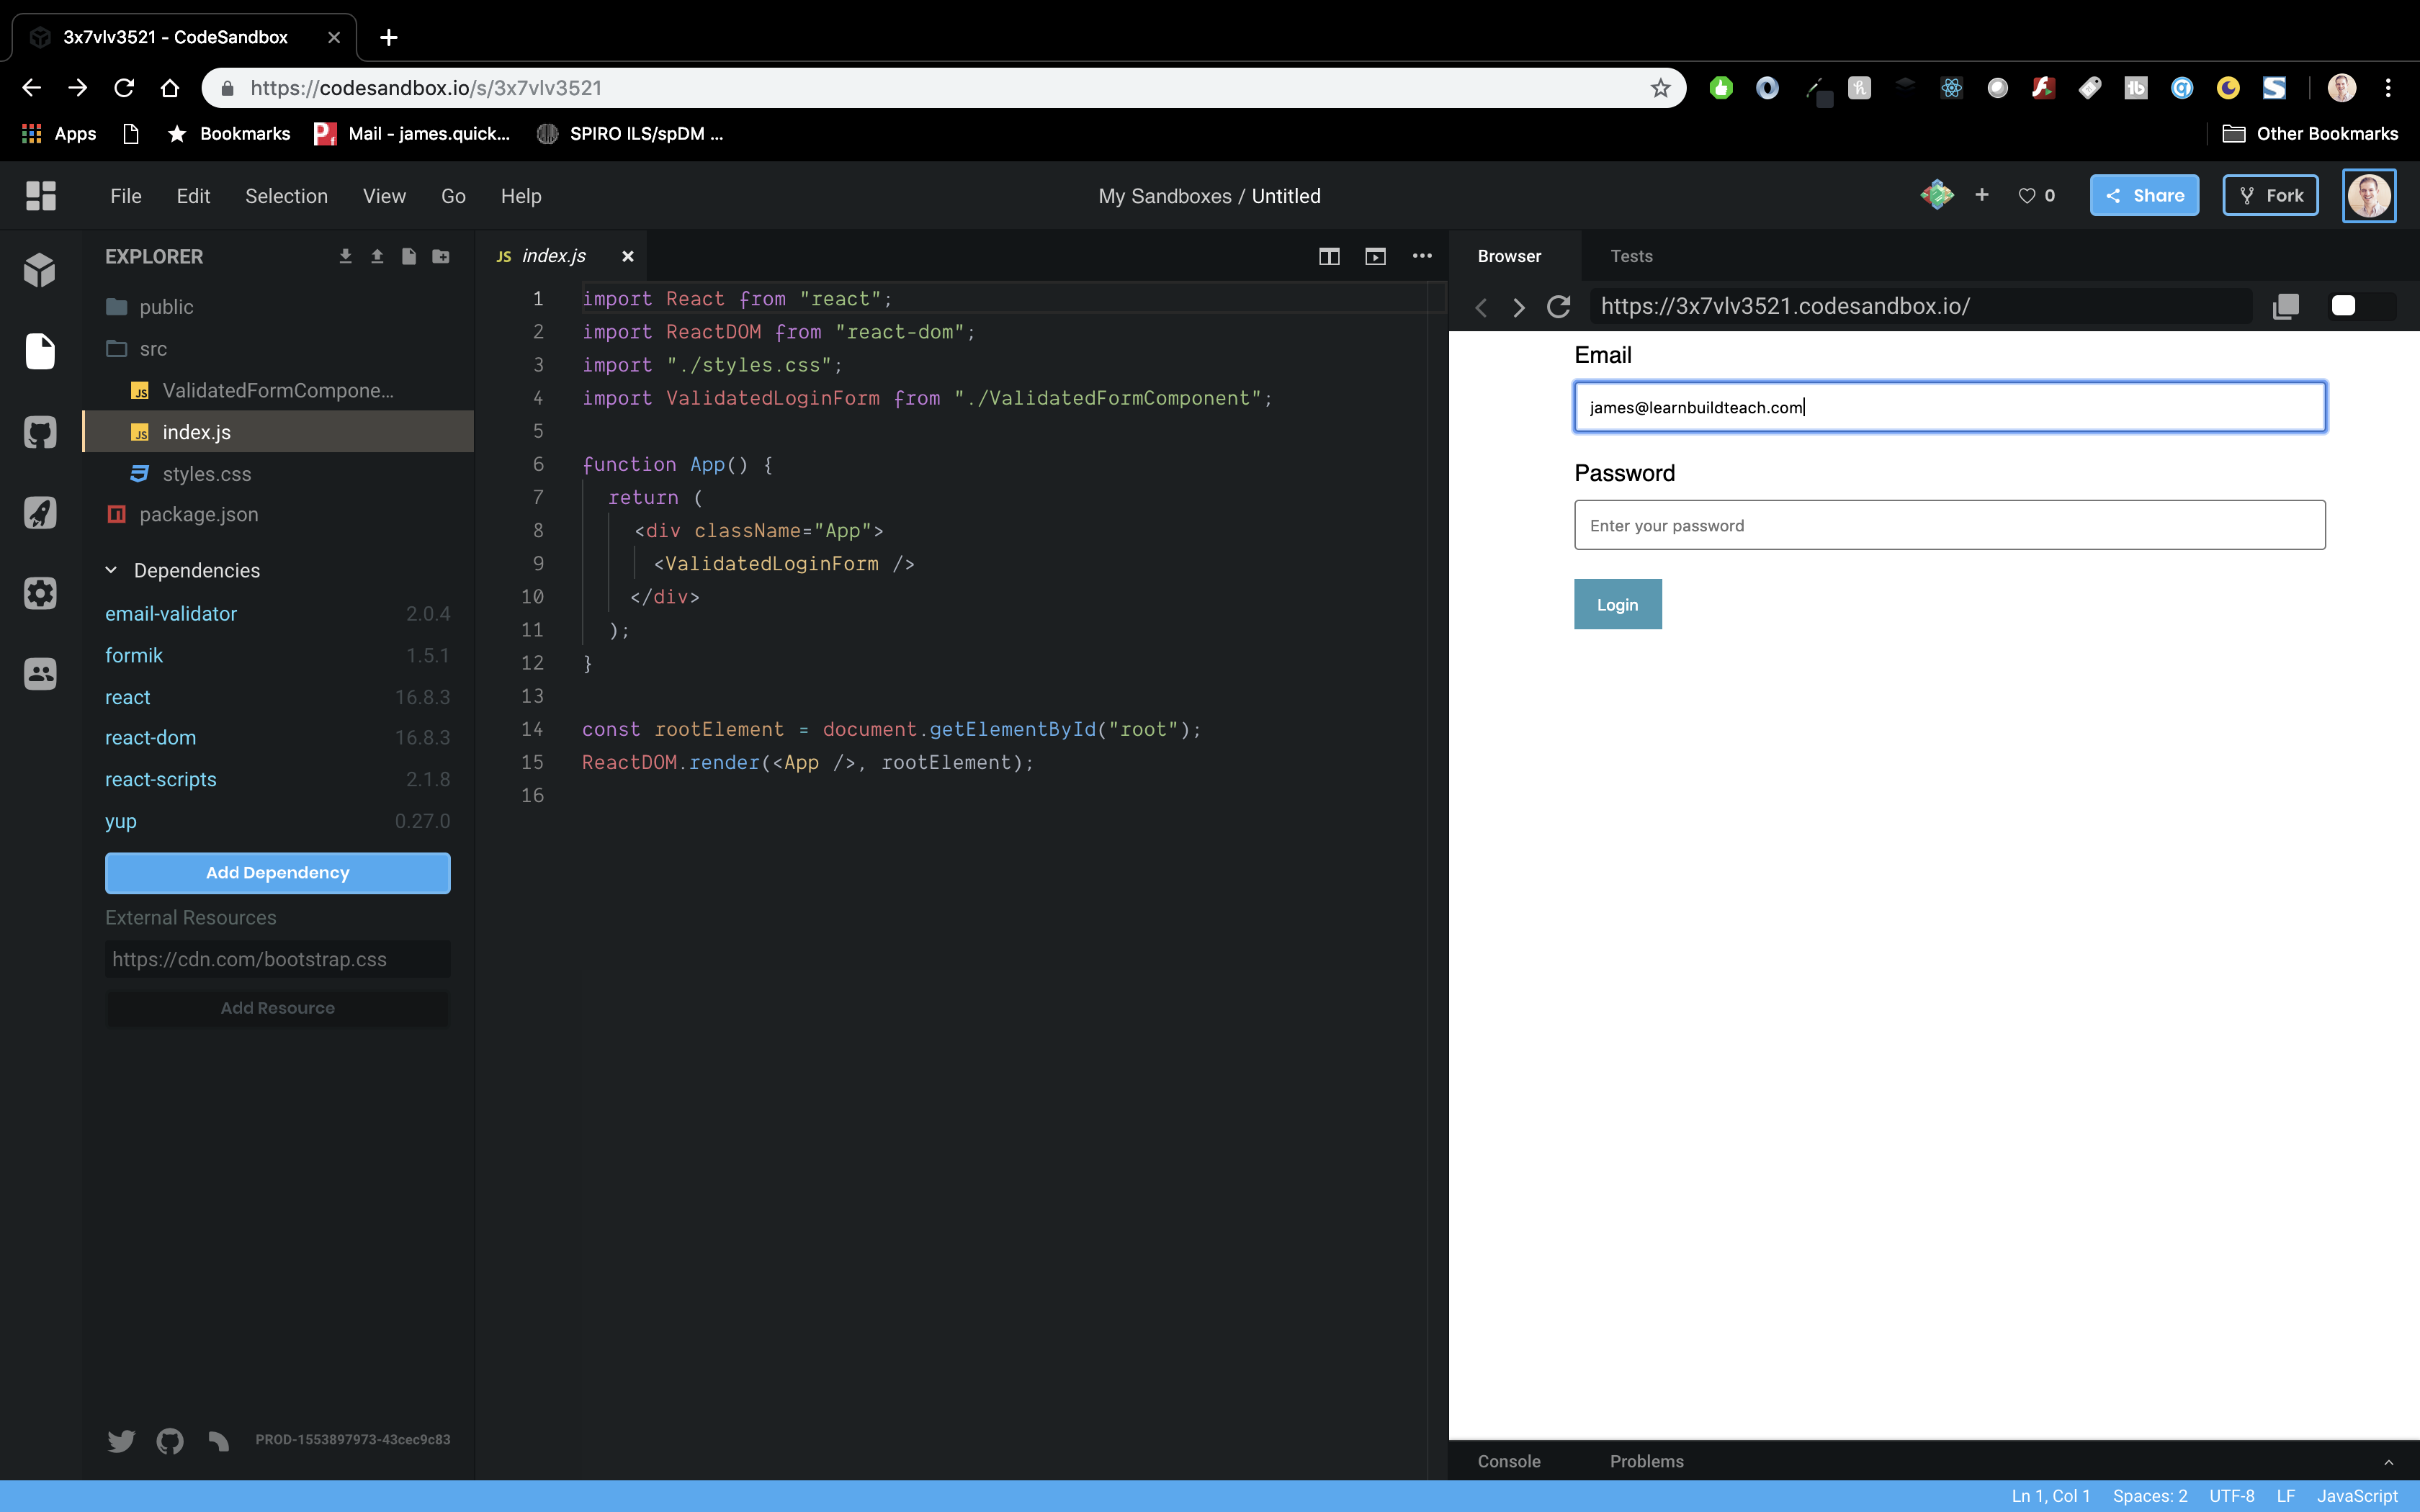 3x7vlv3521 - CodeSandbox
https://codesandbox.io/s/3x7vlv3521
Apps
Bookmarks
Mail - james.quick...
SPIRO ILS/spDM ...
Other Bookmarks
File Edit Selection View Go Help
My Sandboxes / Untitled
0
Share
Fork
EXPLORER
public
src
JS ValidatedFormCompone...
JS index.js
styles.css
package.json
Dependencies
email-validator 2.0.4
formik 1.5.1
react 16.8.3
react-dom 16.8.3
react-scripts 2.1.8
yup 0.27.0
Add Dependency
External Resources
https://cdn.com/bootstrap.css
Add Resource
PROD-1553897973-43cec9c83
JS index.js
1 import React from "react";
2 import ReactDOM from "react-dom";
3 import "./styles.css";
4 import ValidatedLoginForm from "./ValidatedFormComponent";
5
6 function App() {
7 return (
8 <div className="App">
9 <ValidatedLoginForm />
10 </div>
11 );
12 }
13
14 const rootElement = document.getElementById("root");
15 ReactDOM.render(<App />, rootElement);
16
Browser Tests
https://3x7vlv3521.codesandbox.io/
Email
james@learnbuildteach.com
Password
Enter your password
Login
Console Problems
Ln 1, Col 1 Spaces: 2 UTF-8 LF JavaScript